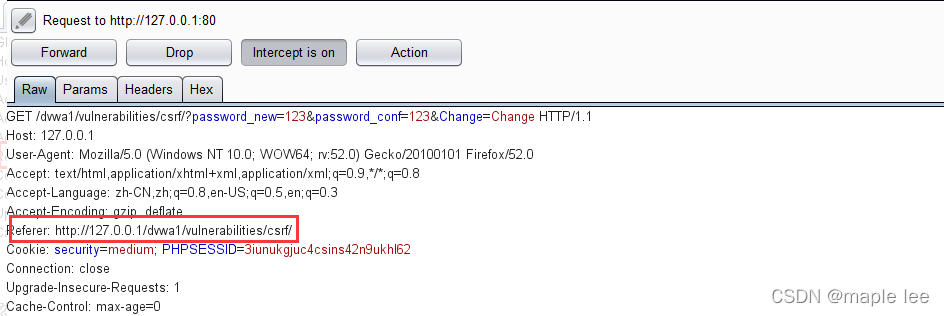 Request to http://127.0.0.1:80
Forward Drop Intercept is on Action
Raw Params Headers Hex
GET /dvwa1/vulnerabilities/csrf/?password_new=123&password_conf=123&Change=Change HTTP/1.1
Host: 127.0.0.1
User-Agent: Mozilla/5.0 (Windows NT 10.0; WOW64; rv:52.0) Gecko/20100101 Firefox/52.0
Accept: text/html,application/xhtml+xml,application/xml;q=0.9,*/*;q=0.8
Accept-Language: zh-CN,zh;q=0.8,en-US;q=0.5,en;q=0.3
Accept-Encoding: gzip, deflate
Referer: http://127.0.0.1/dvwa1/vulnerabilities/csrf/
Cookie: security=medium; PHPSESSID=3iunukgjuc4csins42n9ukhl62
Connection: close
Upgrade-Insecure-Requests: 1
Cache-Control: max-age=0
CSDN @maple lee